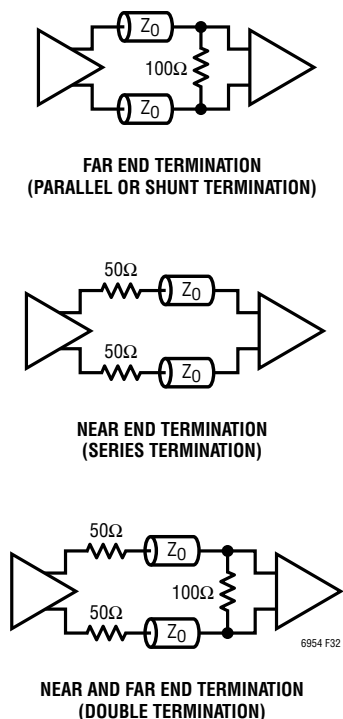 Z0
100Ω
Z0
FAR END TERMINATION
(PARALLEL OR SHUNT TERMINATION)
50Ω
Z0
50Ω
Z0
NEAR END TERMINATION
(SERIES TERMINATION)
50Ω
Z0
100Ω
50Ω
Z0
6954 F32
NEAR AND FAR END TERMINATION
(DOUBLE TERMINATION)